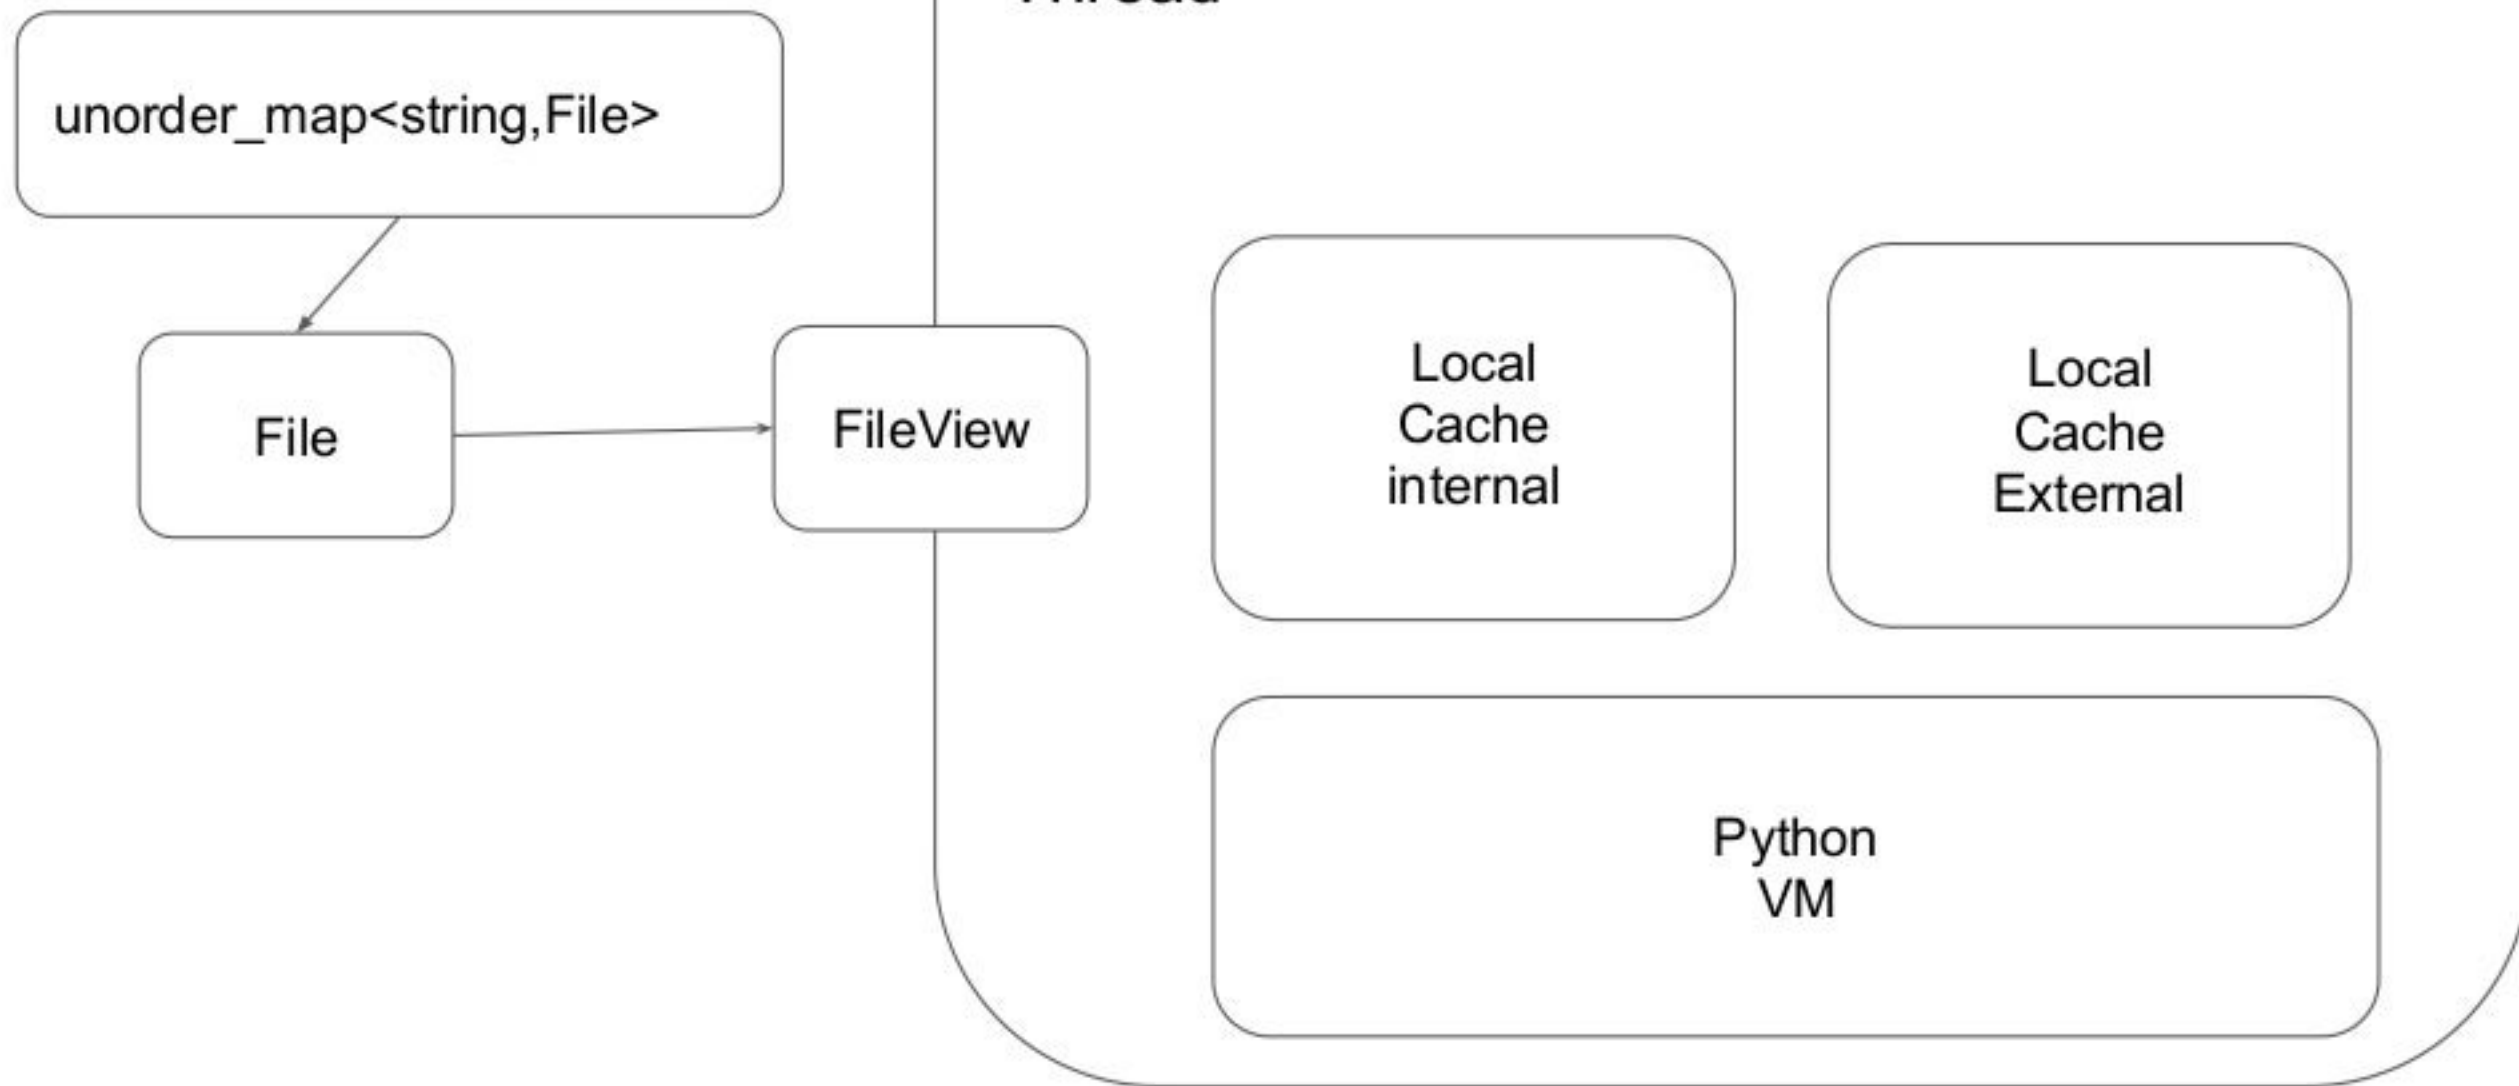 unorder_map<string,File>
File
FileView
Local
Cache
internal
Local
Cache
External
Python
VM